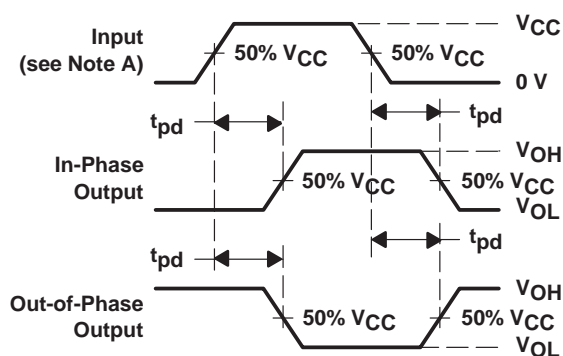 Input
(see Note A)
50% VCC
50% VCC
VCC
0 V
tpd
tpd
In-Phase
Output
50% VCC
VOH
50% VCC
VOL
tpd
tpd
Out-of-Phase
Output
50% VCC
VOH
50% VCC
VOL